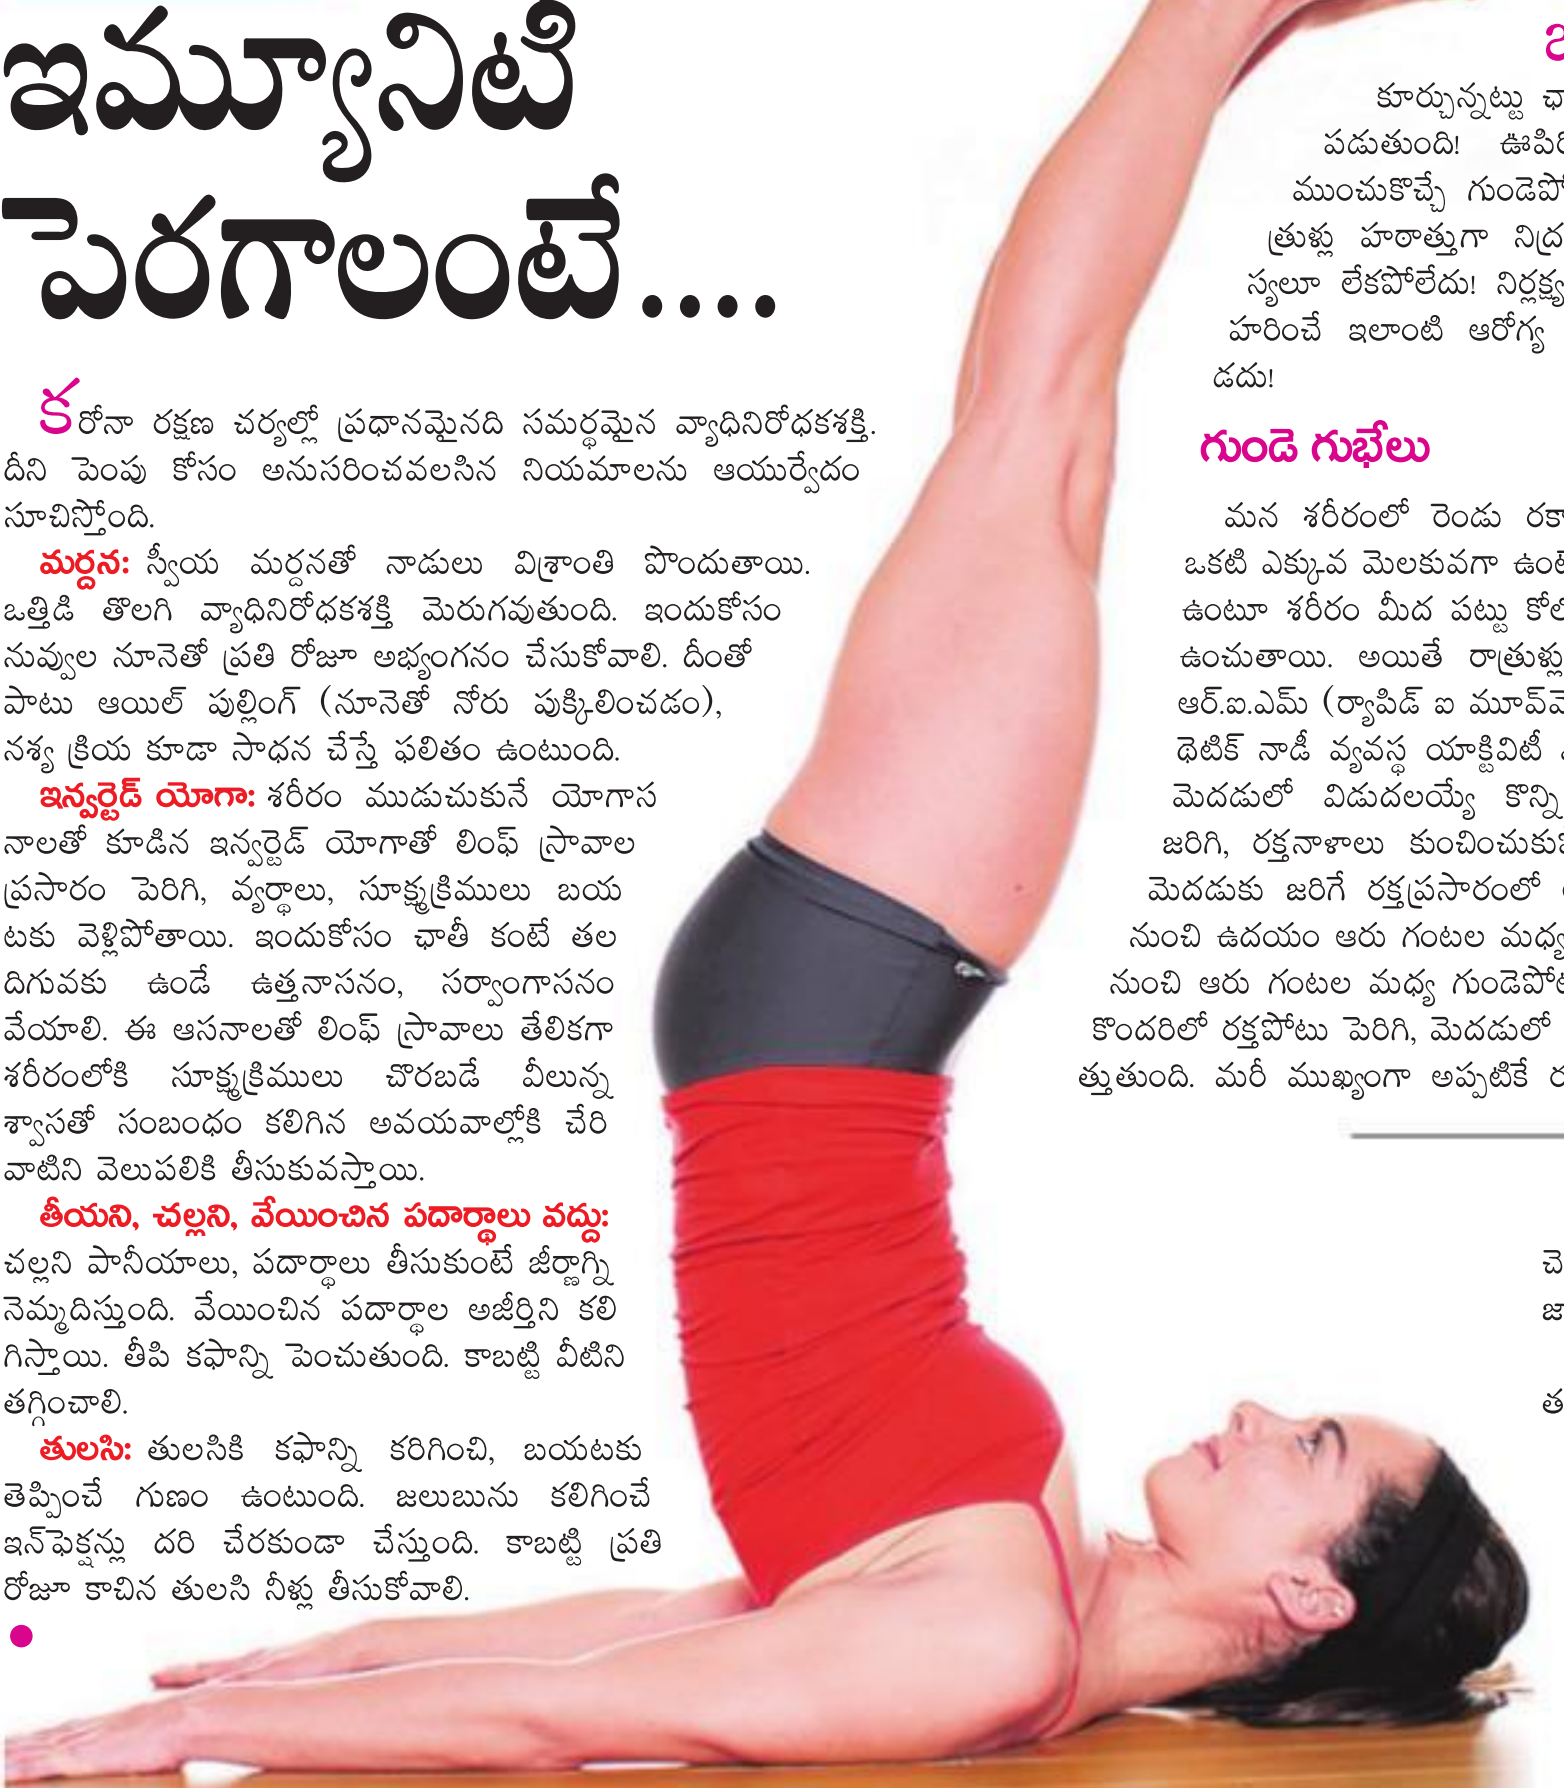 ఇమ్యూనిటి
పెరగాలంటే....
కరోనా రక్షణ చర్యల్లో ప్రధానమైనది సమర్థమైన వ్యాధినిరోధకశక్తి.
దీని పెంపు కోసం అనుసరించవలసిన నియమాలను ఆయుర్వేదం
సూచిస్తోంది.
మర్దన: స్వీయ మర్దనతో నాడులు విశ్రాంతి పొందుతాయి.
ఒత్తిడి తొలగి వ్యాధినిరోధకశక్తి మెరుగవుతుంది. ఇందుకోసం
నువ్వుల నూనెతో ప్రతి రోజూ అభ్యంగనం చేసుకోవాలి. దీంతో
పాటు ఆయిల్ పుల్లింగ్ (నూనెతో నోరు పుక్కిలించడం),
నశ్య క్రియ కూడా సాధన చేస్తే ఫలితం ఉంటుంది.
ఇన్వర్టెడ్ యోగా: శరీరం ముడుచుకునే యోగాస
నాలతో కూడిన ఇన్వర్టెడ్ యోగాతో లింఫ్ స్రావాల
ప్రసారం పెరిగి, వ్యర్థాలు, సూక్ష్మక్రిములు బయ
టకు వెళ్లిపోతాయి. ఇందుకోసం ఛాతీ కంటే తల
దిగువకు ఉండే ఉత్తనాసనం, సర్వాంగాసనం
వేయాలి. ఈ ఆసనాలతో లింఫ్ స్రావాలు తేలికగా
శరీరంలోకి సూక్ష్మక్రిములు చొరబడే వీలున్న
శ్వాసతో సంబంధం కలిగిన అవయవాల్లోకి చేరి
వాటిని వెలుపలికి తీసుకువస్తాయి.
తీయని, చల్లని, వేయించిన పదార్థాలు వద్దు:
చల్లని పానీయాలు, పదార్థాలు తీసుకుంటే జీర్ణాగ్ని
నెమ్మదిస్తుంది. వేయించిన పదార్థాల అజీర్తిని కలి
గిస్తాయి. తీపి కఫాన్ని పెంచుతుంది. కాబట్టి వీటిని
తగ్గించాలి.
తులసి: తులసికి కఫాన్ని కరిగించి, బయటకు
తెప్పించే గుణం ఉంటుంది. జలుబును కలిగించే
ఇన్‌ఫెక్షన్లు దరి చేరకుండా చేస్తుంది. కాబట్టి ప్రతి
రోజూ కాచిన తులసి నీళ్లు తీసుకోవాలి.
కూర్చున్నట్టు
పడుతుంది!
ముంచుకొచ్చే
త్రుళ్లు హఠాత్తుగా
స్యలూ లేకపోలేదు!
హరించే ఇలాంటి ఆరోగ్య
డదు!
గుండె గుభేలు
మన శరీరంలో రెండు
ఒకటి ఎక్కువ మెలకువగా
ఉంటూ శరీరం మీద పట్టు
ఉంచుతాయి. అయితే రాత్రుళ్లు
ఆర్.ఐ.ఎమ్ (ర్యాపిడ్ ఐ
థెటిక్ నాడీ వ్యవస్థ యాక్టివిటీ
మెదడులో విడుదలయ్యే కొన్ని
జరిగి, రక్తనాళాలు
మెదడుకు జరిగే రక్తప్రసారంలో
నుంచి ఉదయం ఆరు గంటల మధ్య
నుంచి ఆరు గంటల మధ్య
కొందరిలో రక్తపోటు పెరిగి, మెదడులో
త్తుతుంది. మరీ ముఖ్యంగా అప్పటికే